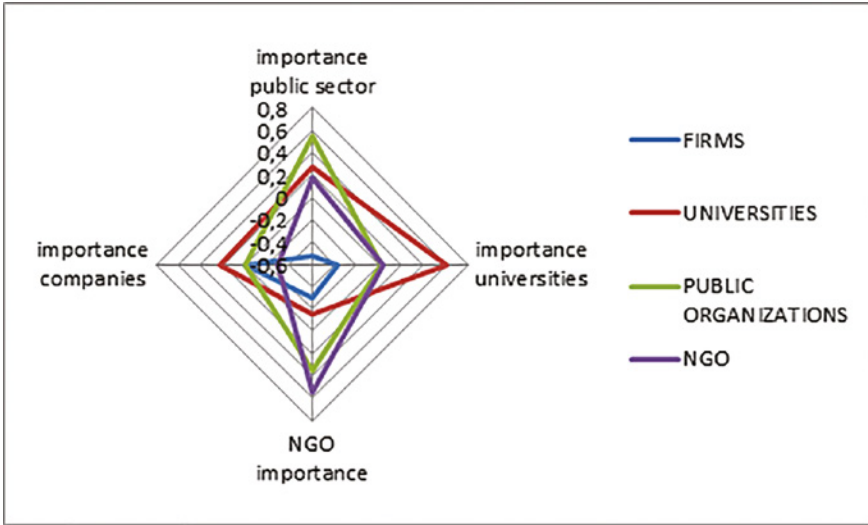 importance
public sector
0,8
0,6
0,4
0,2
0
-0,2
-0,4
-0,6
importance
companies
importance
universities
NGO
importance
FIRMS
UNIVERSITIES
PUBLIC
ORGANIZATIONS
NGO